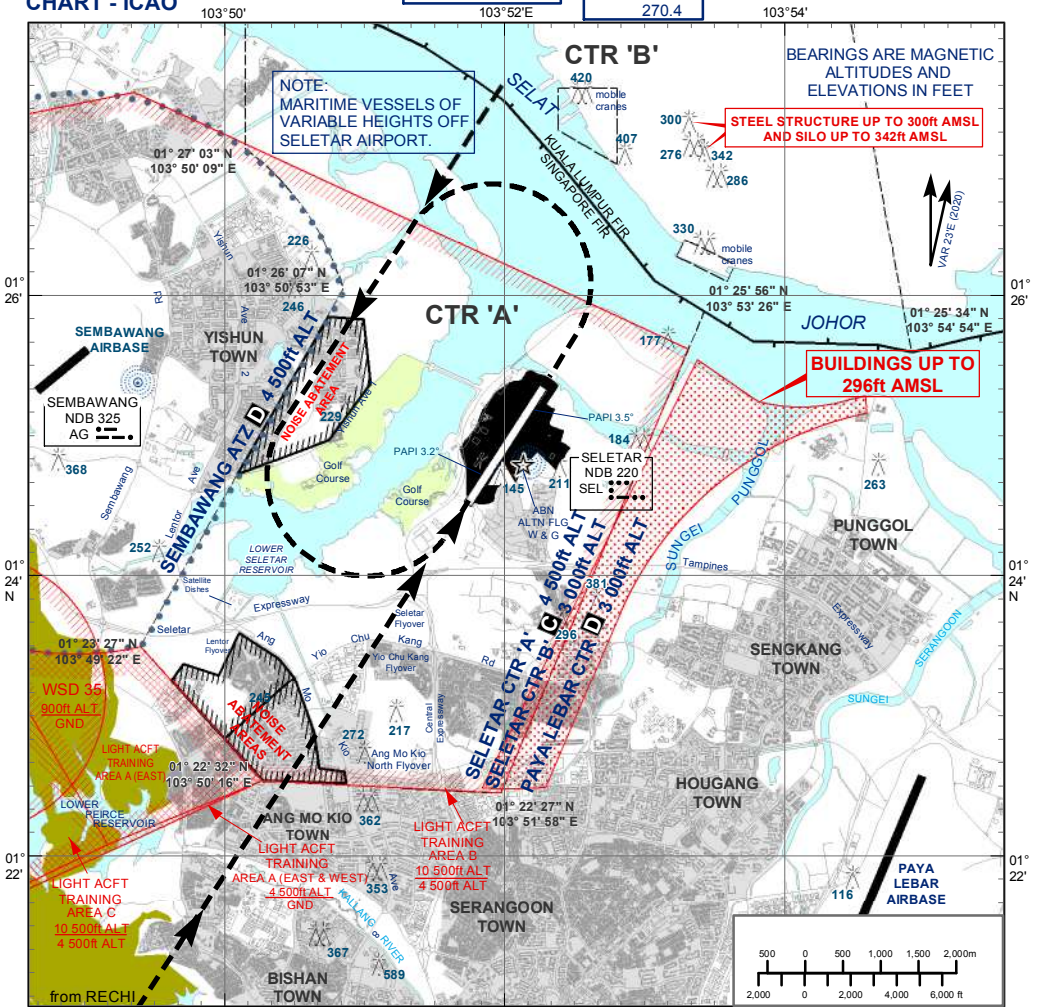 CHART - ICAO
270.4
103°50'
103°52'E
103°54'
CTR 'B'
BEARINGS ARE MAGNETIC
ALTITUDES AND
ELEVATIONS IN FEET
NOTE:
MARITIME VESSELS OF
VARIABLE HEIGHTS OFF
SELETAR AIRPORT.
SELAT
420
mobile
cranes
407
300
276
342
286
STEEL STRUCTURE UP TO 300ft AMSL
AND SILO UP TO 342ft AMSL
KUALA LUMPUR FIR
SINGAPORE FIR
01° 27' 03" N
103° 50' 09" E
VAR 23'E (2020)
330
mobile
cranes
Yishun
226
01° 26' 07" N
103° 50' 53" E
246
Rd
Ave
2
01°
26'
01°
26'
01° 25' 56" N
103° 53' 26" E
01° 25' 34" N
103° 54' 54" E
CTR 'A'
JOHOR
SEMBAWANG
AIRBASE
YISHUN
TOWN
177
BUILDINGS UP TO
296ft AMSL
SEMBAWANG
NDB 325
AG
SEMBAWANG ATZ D 4 500ft ALT
NOISE ABATEMENT
AREA
229
Yishun Ave 1
PAPI 3.5°
PAPI 3.2°
184
368
Golf
Course
Golf
Course
SELETAR
NDB 220
SEL
145
211
ABN
ALTN FLG
W & G
263
Sembawang
Lentor
Ave
SUNGEI
PUNGGOL
PUNGGOL
TOWN
252
LOWER
SELETAR
RESERVOIR
Satellite
Dishes
Tampines
Expressway
01°
24'
N
01°
24'
N
381
296
Seletar
Expressway
Seletar
Flyover
SELETAR CTR 'A' C 4 500ft ALT
SELETAR CTR 'B' 3 000ft ALT
PAYA LEBAR CTR D 3 000ft ALT
01° 23' 27" N
103° 49' 22" E
Lentor
Flyover
Ang
Mo
Kio
Yio
Chu
Kang
Rd
Yio Chu Kang
Flyover
SENGKANG
TOWN
SERANGOON
SUNGEI
WSD 35
900ft ALT
GND
245
NOISE
ABATEMENT
AREAS
217
272
Central
Expressway
Ang Mo Kio
North Flyover
LIGHT ACFT
TRAINING
AREA A (EAST)
01° 22' 32" N
103° 50' 16" E
01° 22' 27" N
103° 51' 58" E
HOUGANG
TOWN
LOWER
PEIRCE
RESERVOIR
ANG MO KIO
TOWN
362
LIGHT ACFT
TRAINING
AREA B
10 500ft ALT
4 500ft ALT
LIGHT ACFT
TRAINING
AREA A (EAST & WEST)
4 500ft ALT
GND
01°
22'
01°
22'
LIGHT ACFT
TRAINING
AREA C
10 500ft ALT
4 500ft ALT
353
Ave
8
KALLANG
RIVER
116
PAYA
LEBAR
AIRBASE
SERANGOON
TOWN
367
589
BISHAN
TOWN
from RECHI
500 0 500 1,000 1,500 2,000m
2,000 0 2,000 4,000 6,000 ft